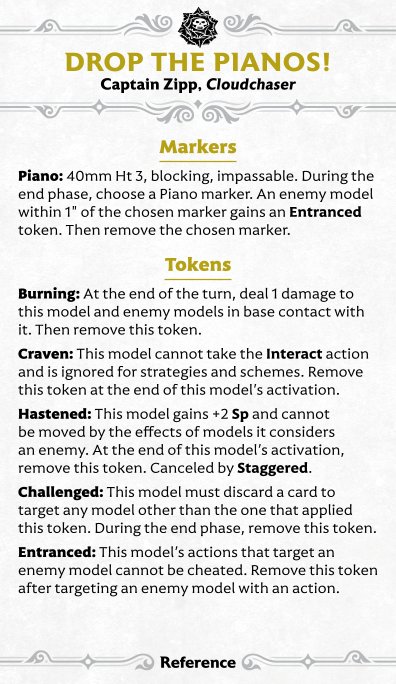 DROP THE PIANOS!
Captain Zipp, Cloudchaser
Markers
Piano: 40mm Ht 3, blocking, impassable. During the
end phase, choose a Piano marker. An enemy model
within 1" of the chosen marker gains an Entranced
token. Then remove the chosen marker.
Tokens
Burning: At the end of the turn, deal 1 damage to
this model and enemy models in base contact with
it. Then remove this token.
Craven: This model cannot take the Interact action
and is ignored for strategies and schemes. Remove
this token at the end of this model's activation.
Hastened: This model gains +2 Sp and cannot
be moved by the effects of models it considers
an enemy. At the end of this model's activation,
remove this token. Canceled by Staggered.
Challenged: This model must discard a card to
target any model other than the one that applied
this token. During the end phase, remove this token.
Entranced: This model's actions that target an
enemy model cannot be cheated. Remove this token
after targeting an enemy model with an action.
Reference